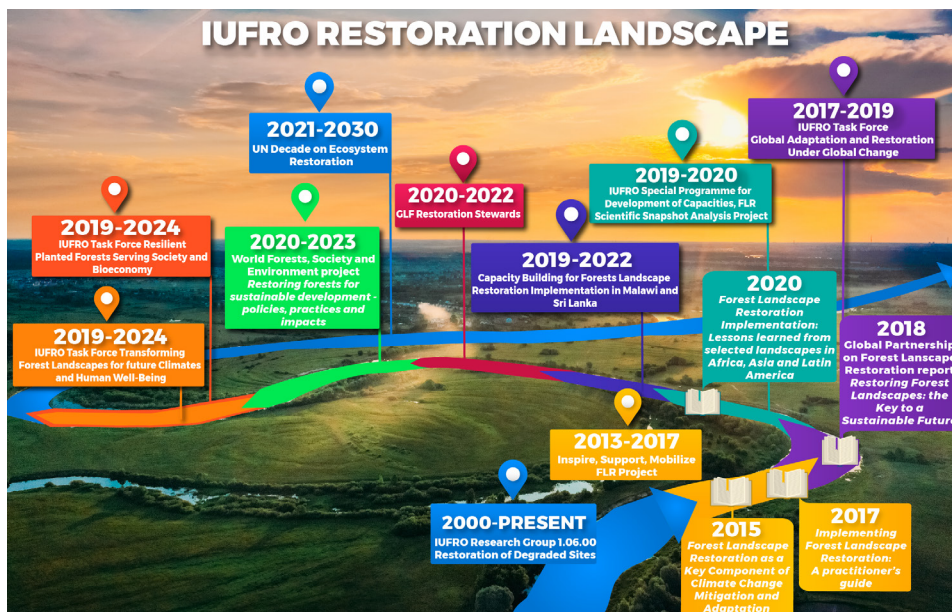 IUFRO RESTORATION LANDSCAPE
2021-2030
UN Decade on Ecosystem
Restoration
2017-2019
IUFRO Task Force
Global Adaptation and Restoration
Under Global Change
2019-2020
IUFRO Special Programme for
Development of Capacities, FLR
Scientific Snapshot Analysis Project
2020-2022
GLF Restoration Stewards
2019-2024
IUFRO Task Force Resilient
Planted Forests Serving Society and
Bioeconomy
2020-2023
World Forests, Society and
Environment project
Restoring forests for
sustainable development -
policies, practices and
impacts
2019-2022
Capacity Building for Forests Landscape
Restoration Implementation in Malawi and
Sri Lanka
2019-2024
IUFRO Task Force Transforming
Forest Landscapes for future Climates
and Human Well-Being
2020
Forest Landscape
Restoration
Implementation:
Lessons learned from
selected landscapes in
Africa, Asia and Latin
America
2018
Global Partnership
on Forest Lanscape
Restoration report
Restoring Forest
Landscapes: the
Key to a
Sustainable Future
2013-2017
Inspire, Support, Mobilize
FLR Project
2000-PRESENT
IUFRO Research Group 1.06.00
Restoration of Degraded Sites
2015
Forest Landscape
Restoration as a
Key Component of
Climate Change
Mitigation and
Adaptation
2017
Implementing
Forest Landscape
Restoration:
A practitioner's
guide